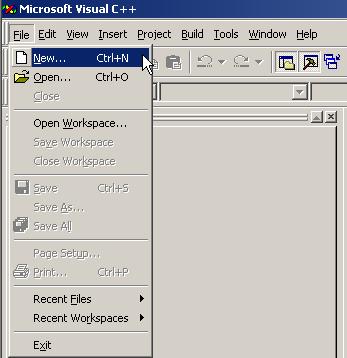 Microsoft Visual C++
File Edit View Insert Project Build Tools Window Help
New... Ctrl+N
Open... Ctrl+O
Close
Open Workspace...
Save Workspace
Close Workspace
Save Ctrl+S
Save As...
Save All
Page Setup...
Print... Ctrl+P
Recent Files
Recent Workspaces
Exit